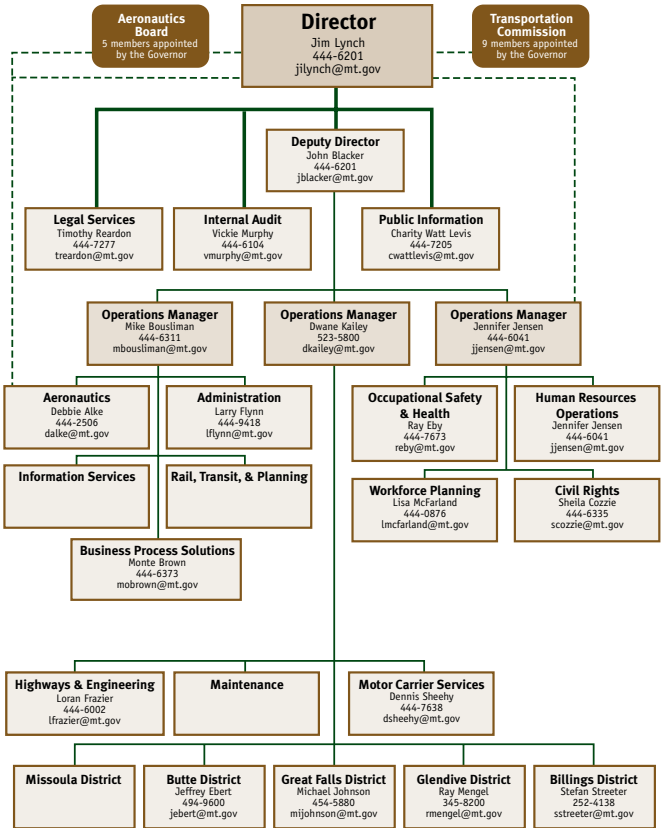 Aeronautics
Board
5 members appointed
by the Governor
Director
Jim Lynch
444-6201
jilynch@mt.gov
Transportation
Commission
9 members appointed
by the Governor
Deputy Director
John Blacker
444-6201
jblacker@mt.gov
Legal Services
Timothy Reardon
444-7277
treardon@mt.gov
Internal Audit
Vickie Murphy
444-6104
vmurphy@mt.gov
Public Information
Charity Watt Levis
444-7205
cwattlevis@mt.gov
Operations Manager
Mike Bousliman
444-6311
mbousliman@mt.gov
Operations Manager
Dwane Kailey
523-5800
dkailey@mt.gov
Operations Manager
Jennifer Jensen
444-6041
jjensen@mt.gov
Aeronautics
Debbie Alke
444-2506
dalke@mt.gov
Administration
Larry Flynn
444-9418
lflynn@mt.gov
Occupational Safety
& Health
Ray Eby
444-7673
reby@mt.gov
Human Resources
Operations
Jennifer Jensen
444-6041
jjensen@mt.gov
Information Services
Rail, Transit, & Planning
Workforce Planning
Lisa McFarland
444-0876
lmcfarland@mt.gov
Civil Rights
Sheila Cozzie
444-6335
scozzie@mt.gov
Business Process Solutions
Monte Brown
444-6373
mobrown@mt.gov
Highways & Engineering
Loran Frazier
444-6002
lfrazier@mt.gov
Maintenance
Motor Carrier Services
Dennis Sheehy
444-7638
dsheehy@mt.gov
Missoula District
Butte District
Jeffrey Ebert
494-9600
jebert@mt.gov
Great Falls District
Michael Johnson
454-5880
mijohnson@mt.gov
Glendive District
Ray Mengel
345-8200
rmengel@mt.gov
Billings District
Stefan Streeter
252-4138
sstreeter@mt.gov